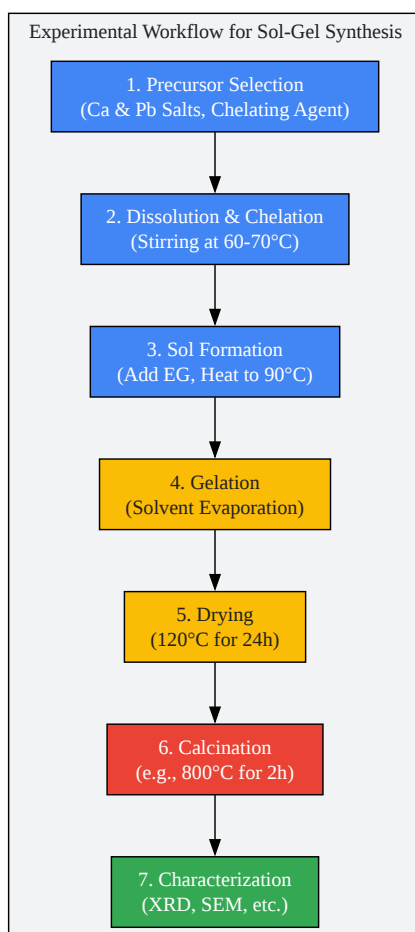 Experimental Workflow for Sol-Gel Synthesis
1. Precursor Selection
(Ca & Pb Salts, Chelating Agent)
2. Dissolution & Chelation
(Stirring at 60-70°C)
3. Sol Formation
(Add EG, Heat to 90°C)
4. Gelation
(Solvent Evaporation)
5. Drying
(120°C for 24h)
6. Calcination
(e.g., 800°C for 2h)
7. Characterization
(XRD, SEM, etc.)